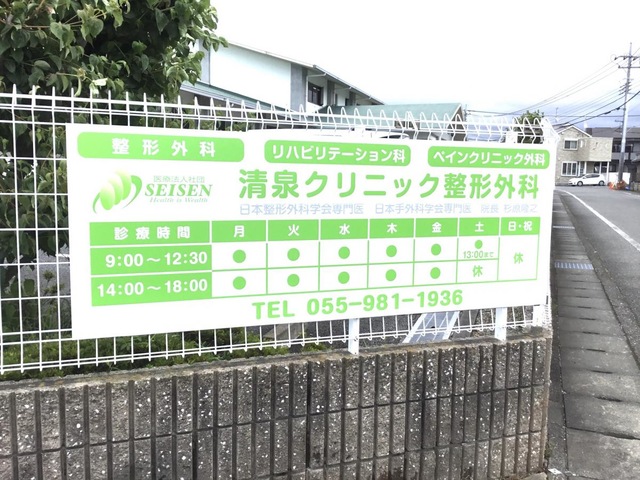 整形外科 リハビリテーション科 ペインクリニック外科
医療法人社団
SEISEN
Health is Wealth
清泉クリニック整形外科
日本整形外科学会専門医 日本手外科学会専門医 院長
診療時間 月 火 水 木 金 土 日・祝
9:00〜12:30 ● ● ● ● ● ● 13:00まで 休
14:00〜18:00 ● ● ● ● ● 休
TEL 055-981-1936